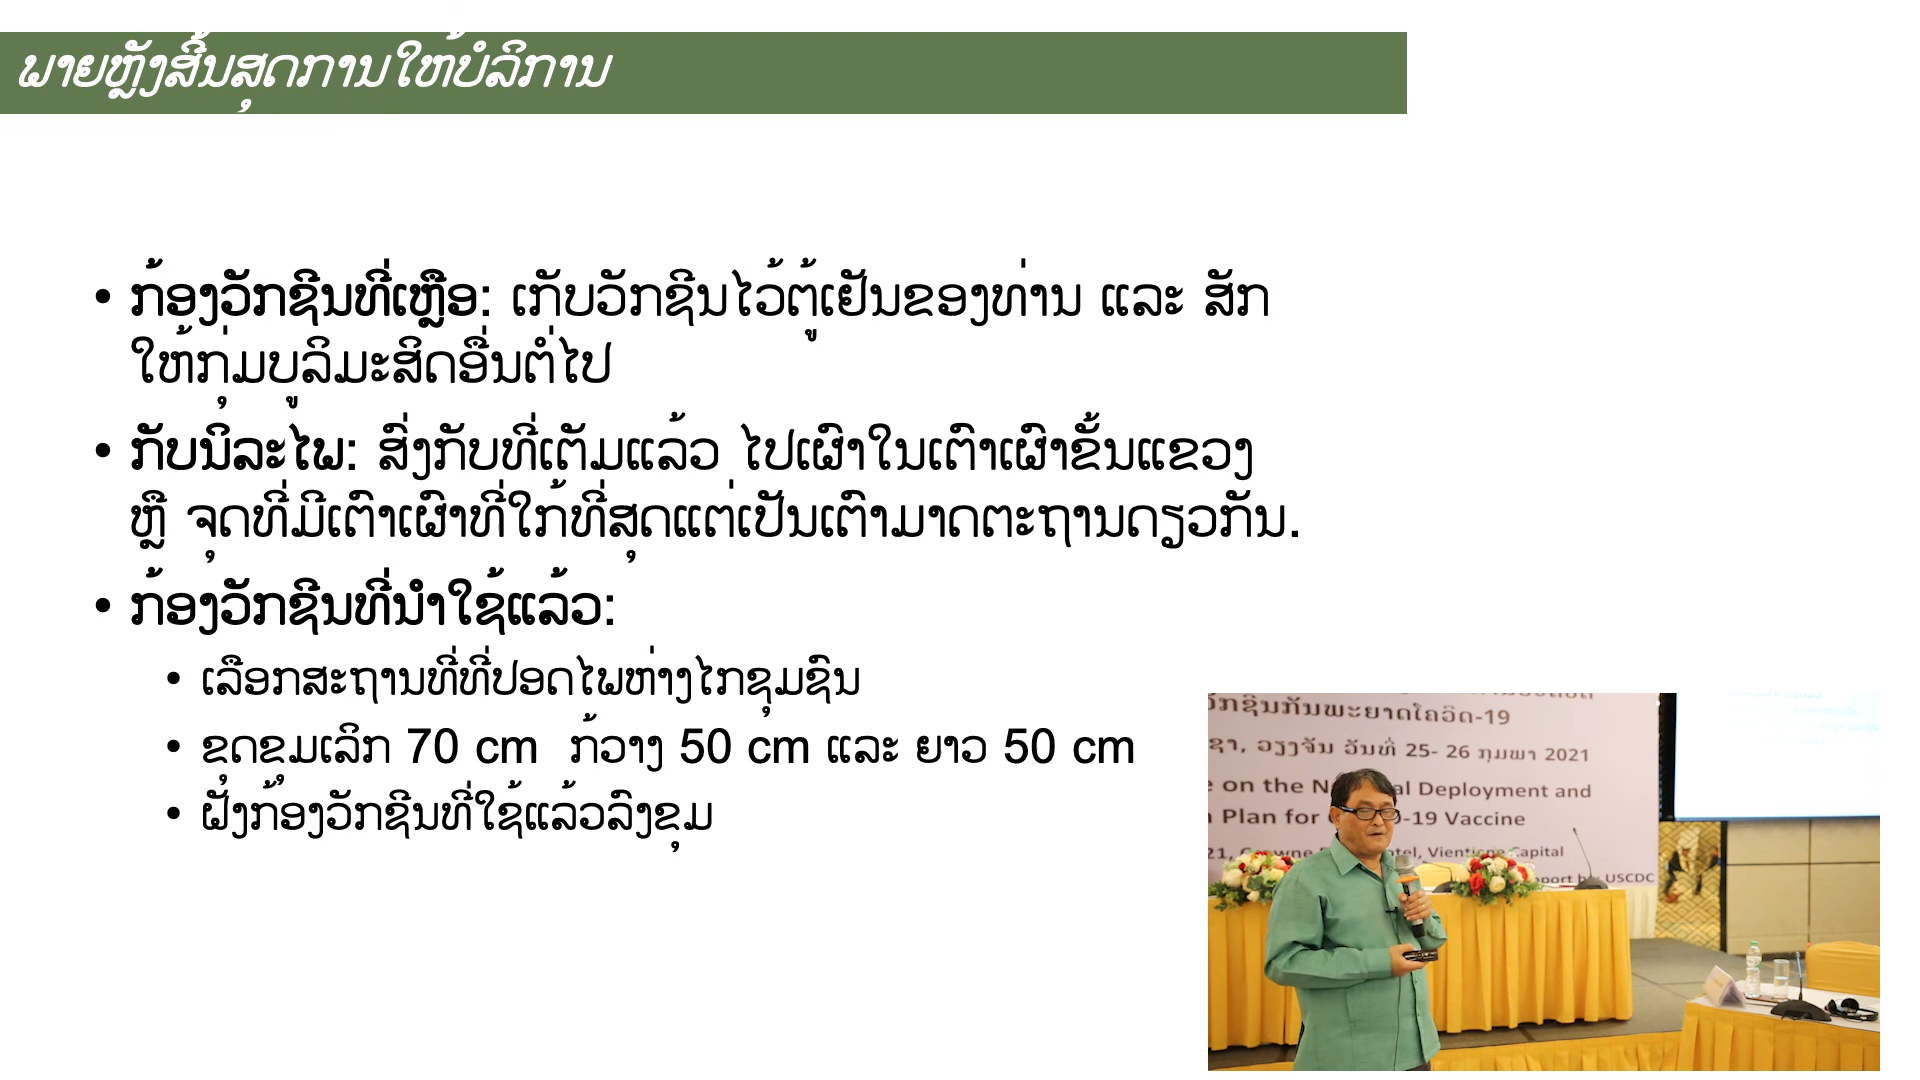 ພາຍຫຼັງສິ້ນສຸດການໃຫ້ບໍລິການ
• ກ້ອງວັກຊີນທີ່ເຫຼືອ: ເກັບວັກຊີນໄວ້ຕູ້ເຢັນຂອງທ່ານ ແລະ ສັກ
ໃຫ້ກຸ່ມບູລິມະສິດອື່ນຕໍ່ໄປ
• ກັບນິລະໄພ: ສົ່ງກັບທີ່ເຕັມແລ້ວ ໄປເຜົາໃນເຕົາເຜົາຂັ້ນແຂວງ
ຫຼື ຈຸດທີ່ມີເຕົາເຜົາທີ່ໃກ້ທີ່ສຸດແຕ່ເປັນເຕົາມາດຕະຖານດຽວກັນ.
• ກ້ອງວັກຊີນທີ່ນຳໃຊ້ແລ້ວ:
• ເລືອກສະຖານທີ່ທີ່ປອດໄພຫ່າງໄກຊຸມຊົນ
• ຂຸດຂຸມເລິກ 70 cm ກ້ວາງ 50 cm ແລະ ຍາວ 50 cm
• ຝັງກ້ອງວັກຊີນທີ່ໃຊ້ແລ້ວລົງຂຸມ
ວັກຊີນກັນພະຍາດໂຄວິດ-19
ວຽງຈັນ ວັນທີ 25- 26 ກຸມພາ 2021
on the Deployment and
Plan for -19 Vaccine
Vientiane Capital
USCDC